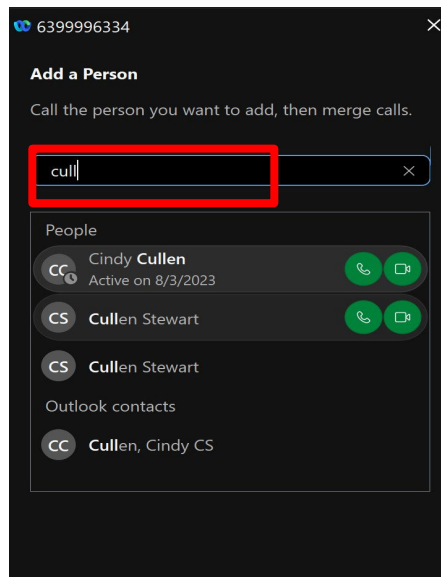 6399996334
Add a Person
Call the person you want to add, then merge calls.
cull
People
CC
Cindy Cullen
Active on 8/3/2023
CS
Cullen Stewart
CS
Cullen Stewart
Outlook contacts
CC
Cullen, Cindy CS